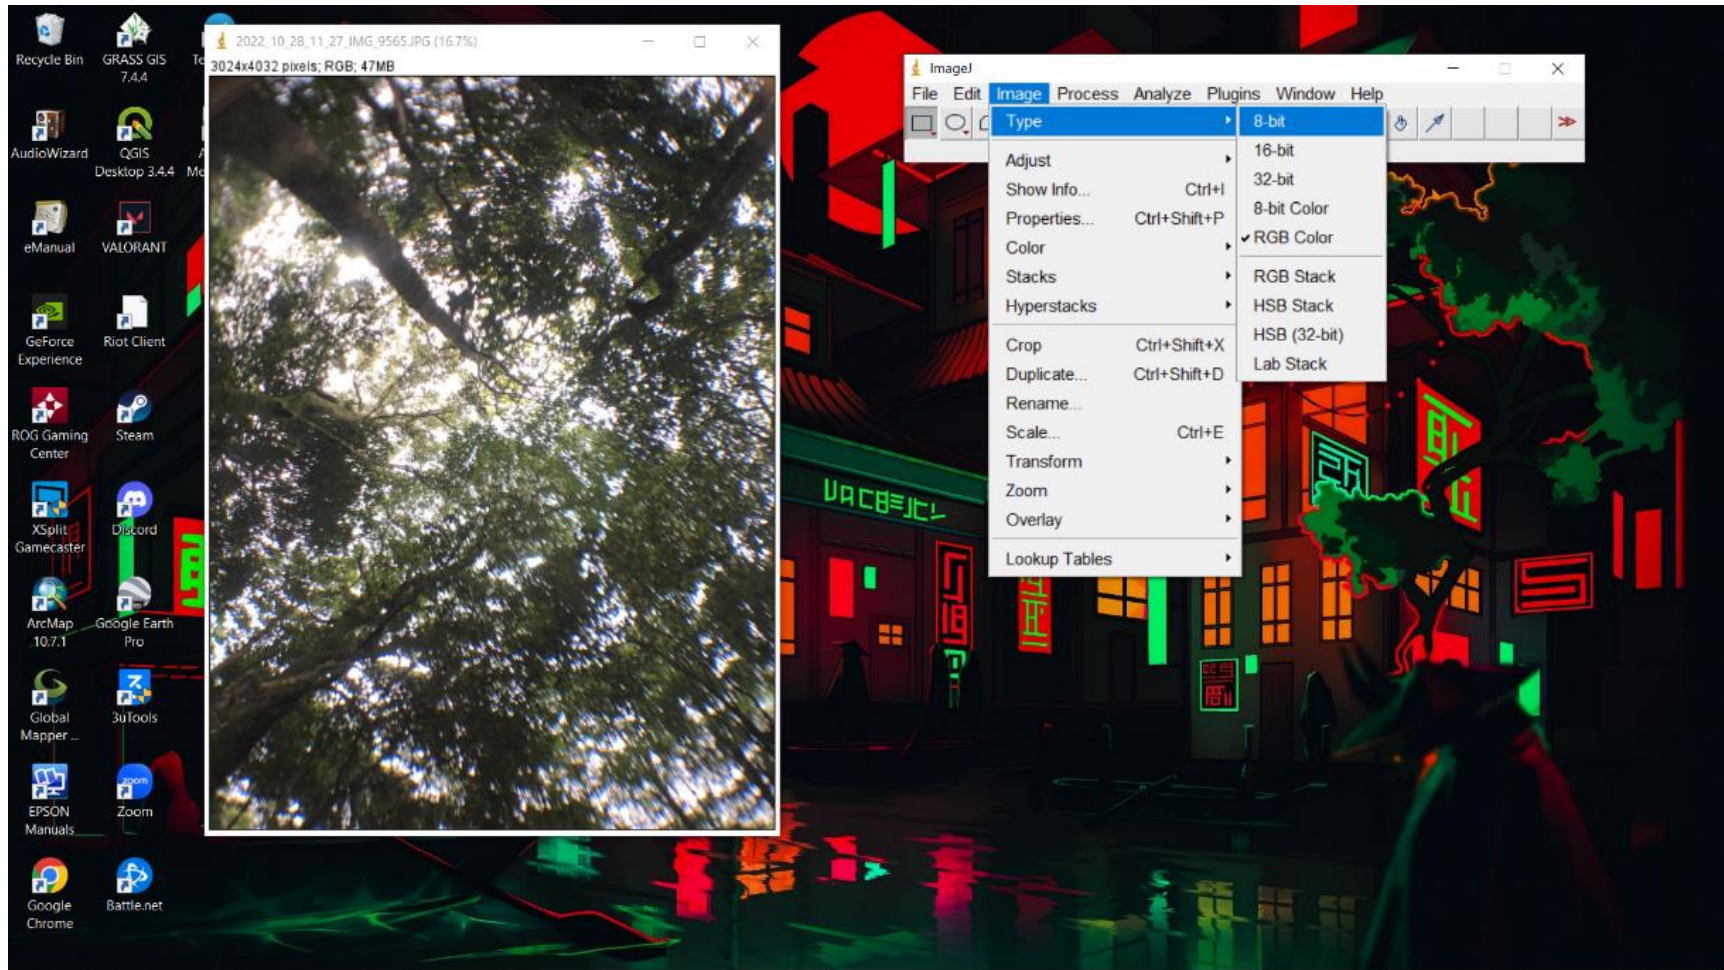 Recycle Bin
GRASS GIS
7.4.4
AudioWizard
QGIS
Desktop 3.4.4
eManual
VALORANT
GeForce
Experience
Riot Client
ROG Gaming
Center
Steam
XSplit
Gamecaster
Discord
ArcMap
10.7.1
Google Earth
Pro
Global
Mapper ...
3uTools
EPSON
Manuals
Zoom
Google
Chrome
Battle.net
2022_10_28_11_27_IMG_9565.JPG (16.7%)
3024x4032 pixels; RGB; 47MB
ImageJ
File Edit Image Process Analyze Plugins Window Help
Type
Adjust
Show Info... Ctrl+I
Properties... Ctrl+Shift+P
Color
Stacks
Hyperstacks
Crop Ctrl+Shift+X
Duplicate... Ctrl+Shift+D
Rename...
Scale... Ctrl+E
Transform
Zoom
Overlay
Lookup Tables
8-bit
16-bit
32-bit
8-bit Color
RGB Color
RGB Stack
HSB Stack
HSB (32-bit)
Lab Stack